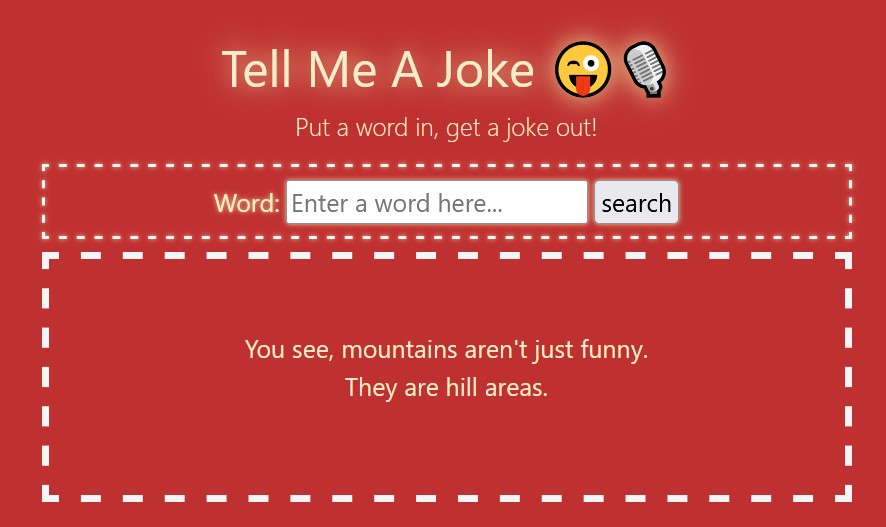 Tell Me A Joke 😜🎙️
Put a word in, get a joke out!
Word: Enter a word here... search
You see, mountains aren't just funny.
They are hill areas.